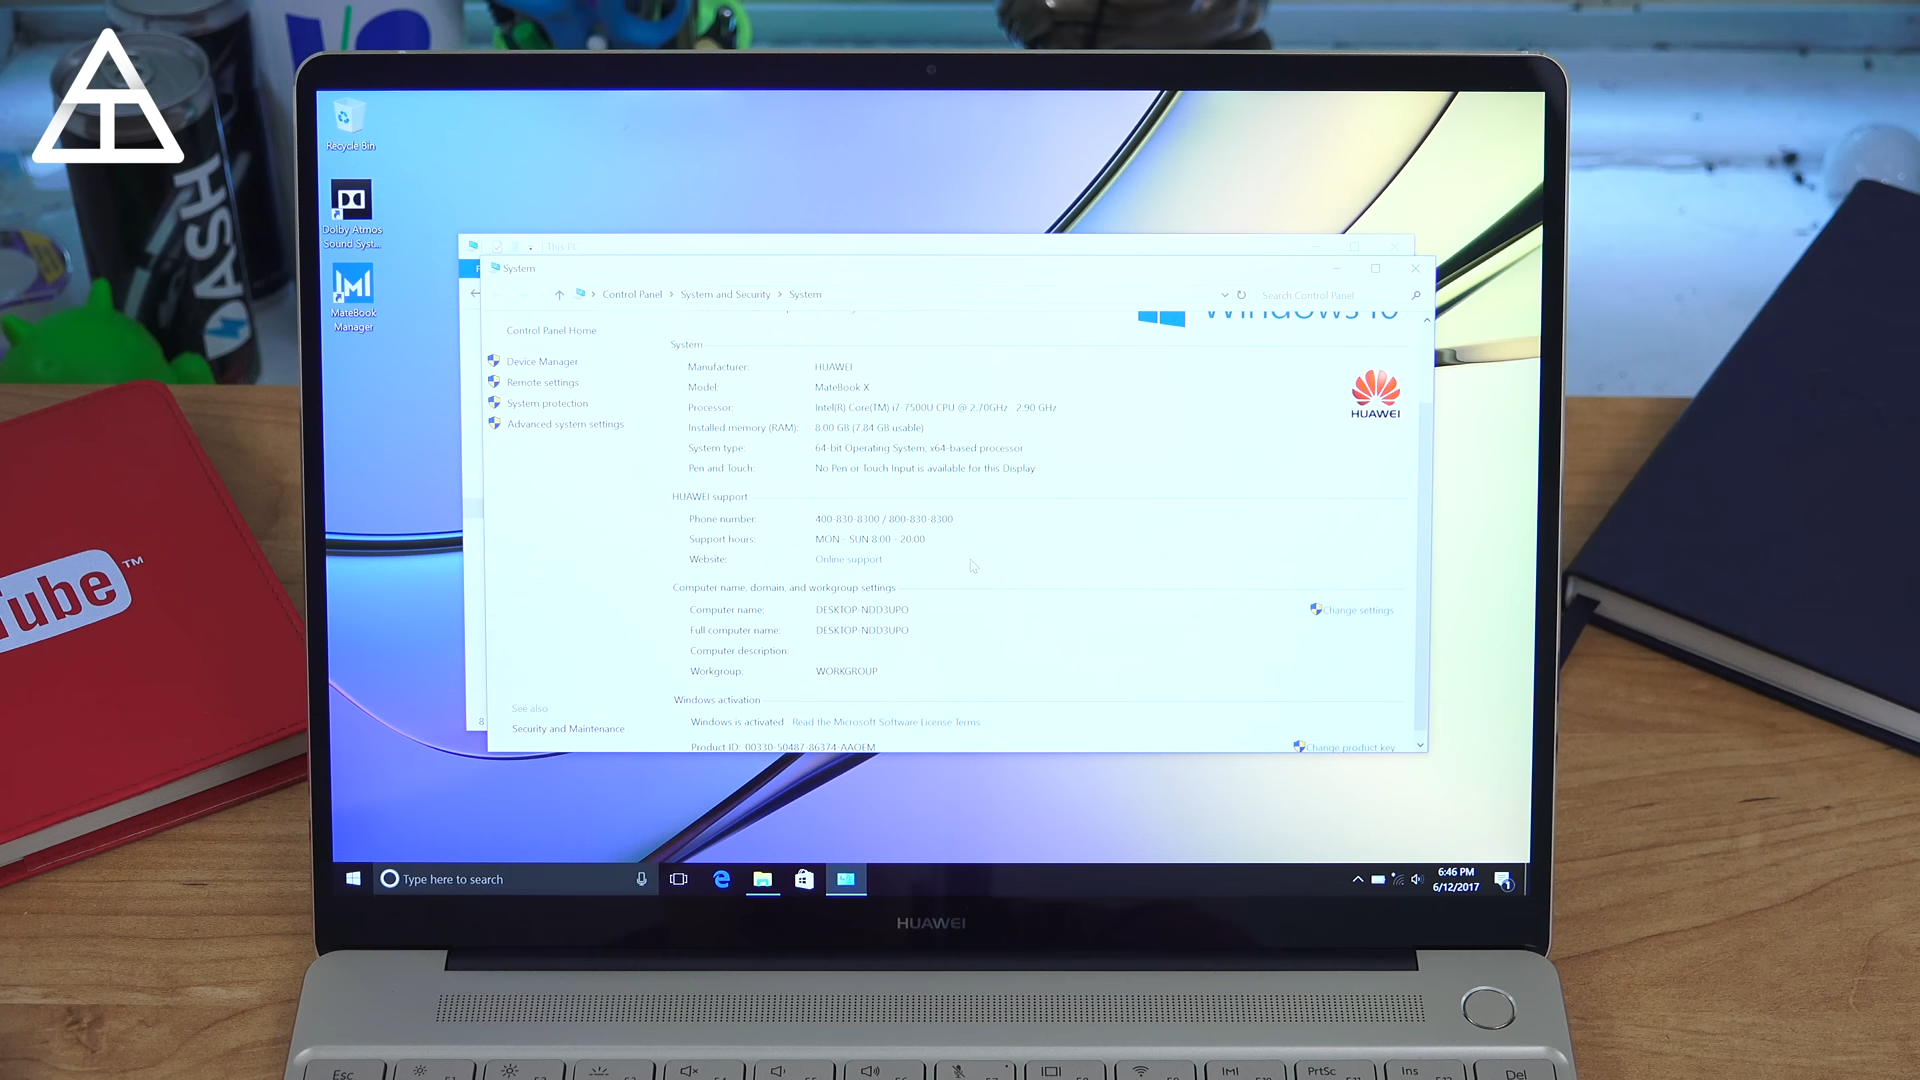 Recycle Bin
Dolby Atmos
Sound Syst...
MateBook
Manager
DASH
Tube™
This PC
System
Control Panel > System and Security > System
Search Control Panel
Windows 10
Control Panel Home
Device Manager
Remote settings
System protection
Advanced system settings
See also
Security and Maintenance
System
Manufacturer: HUAWEI
Model: MateBook X
Processor: Intel(R) Core(TM) i7-7500U CPU @ 2.70GHz 2.90 GHz
Installed memory (RAM): 8.00 GB (7.84 GB usable)
System type: 64-bit Operating System, x64-based processor
Pen and Touch: No Pen or Touch Input is available for this Display
HUAWEI
HUAWEI support
Phone number: 400-830-8300 / 800-830-8300
Support hours: MON - SUN 8:00 - 20:00
Website: Online support
Computer name, domain, and workgroup settings
Computer name: DESKTOP-NDD3UPO
Change settings
Full computer name: DESKTOP-NDD3UPO
Computer description:
Workgroup: WORKGROUP
Windows activation
Windows is activated Read the Microsoft Software License Terms
Product ID: 00330-50487-86374-AAOEM
Change product key
8
Type here to search
6:46 PM
6/12/2017
1
HUAWEI
Esc
PrtSc
Ins
Del